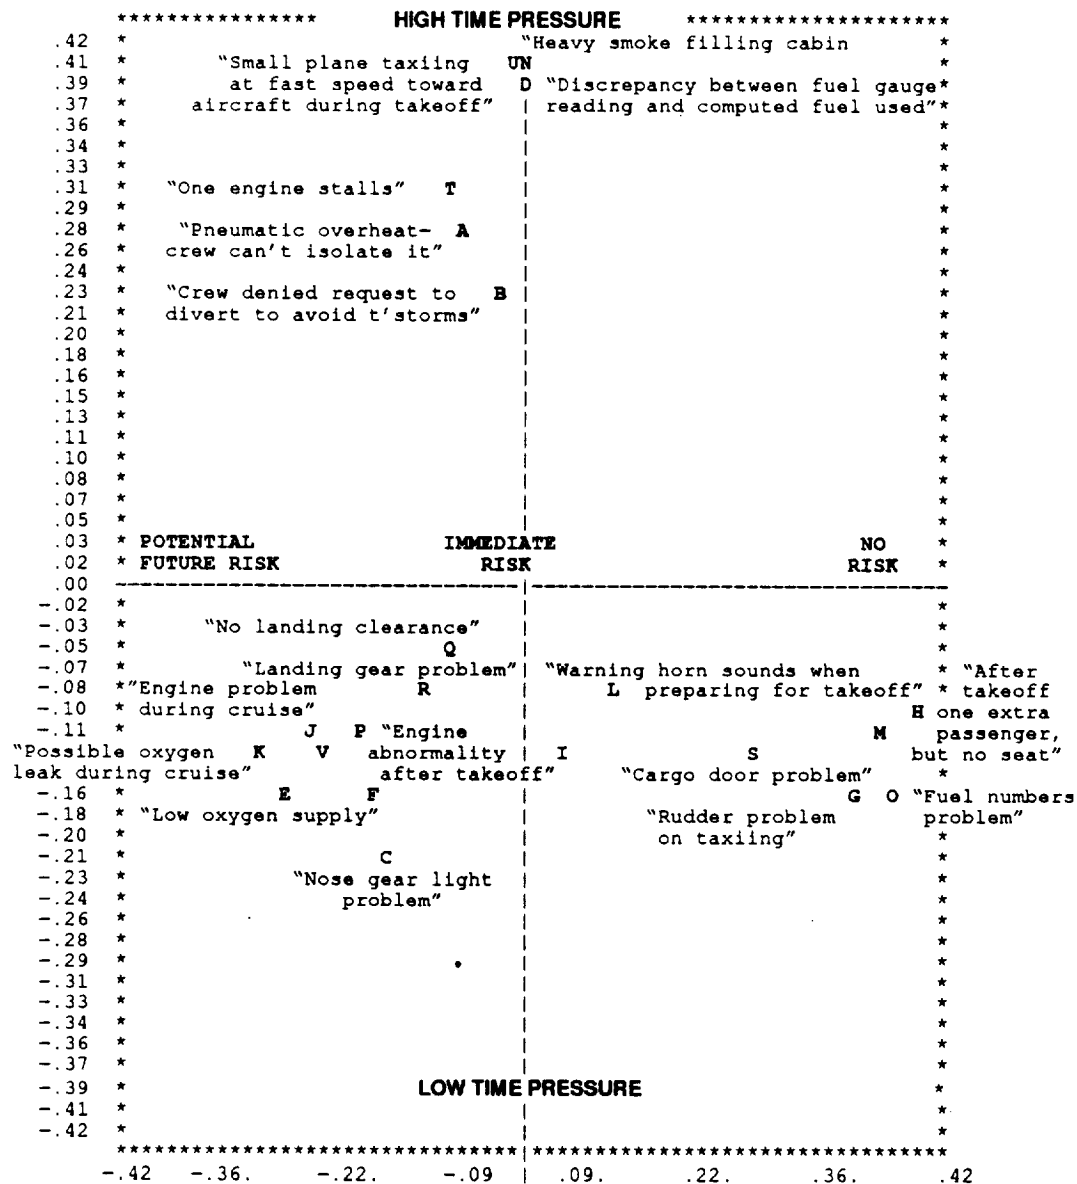 **************** HIGH TIME PRESSURE *********************
.42 * "Heavy smoke filling cabin *
.41 * "Small plane taxiing UN *
.39 * at fast speed toward D "Discrepancy between fuel gauge*
.37 * aircraft during takeoff" reading and computed fuel used"*
.36 * *
.34 * *
.33 * *
.31 * "One engine stalls" T *
.29 * *
.28 * "Pneumatic overheat- A *
.26 * crew can't isolate it" *
.24 * *
.23 * "Crew denied request to B *
.21 * divert to avoid t'storms" *
.20 * *
.18 * *
.16 * *
.15 * *
.13 * *
.11 * *
.10 * *
.08 * *
.07 * *
.05 * *
.03 * POTENTIAL IMMEDIATE NO *
.02 * FUTURE RISK RISK RISK *
.00
-.02 * *
-.03 * "No landing clearance" *
-.05 * Q *
-.07 * "Landing gear problem" "Warning horn sounds when * "After
-.08 *"Engine problem R L preparing for takeoff" * takeoff
-.10 * during cruise" H one extra
-.11 * J P "Engine M passenger,
"Possible oxygen K V abnormality I S but no seat"
leak during cruise" after takeoff" "Cargo door problem" *
-.16 * E F G O "Fuel numbers
-.18 * "Low oxygen supply" "Rudder problem problem"
-.20 * on taxiing" *
-.21 * C *
-.23 * "Nose gear light *
-.24 * problem" *
-.26 * *
-.28 * *
-.29 * *
-.31 * *
-.33 * *
-.34 * *
-.36 * *
-.37 * *
-.39 * LOW TIME PRESSURE *
-.41 * *
-.42 * *
*******************************************************************
-.42 -.36. -.22. -.09 .09. .22. .36. .42